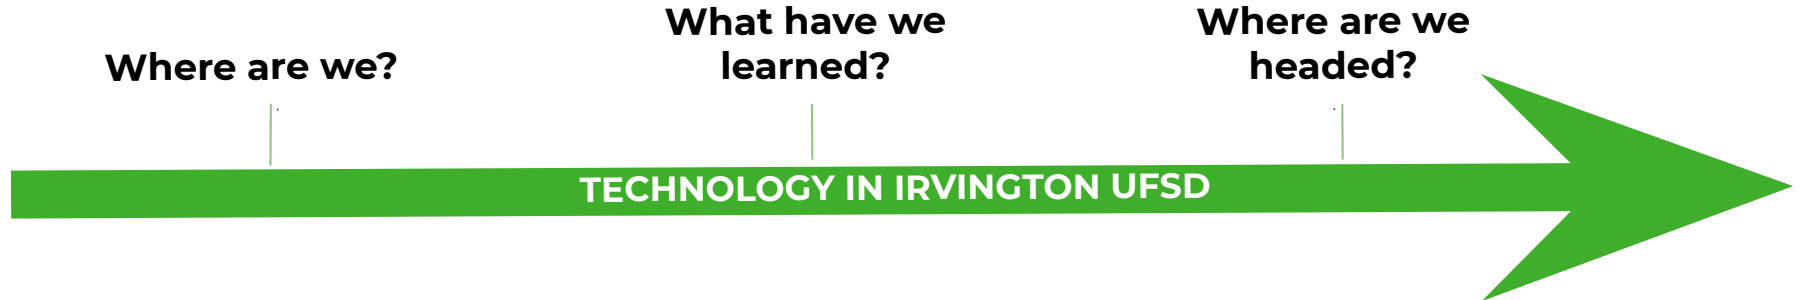 Where are we?
What have we
learned?
Where are we
headed?
TECHNOLOGY IN IRVINGTON UFSD